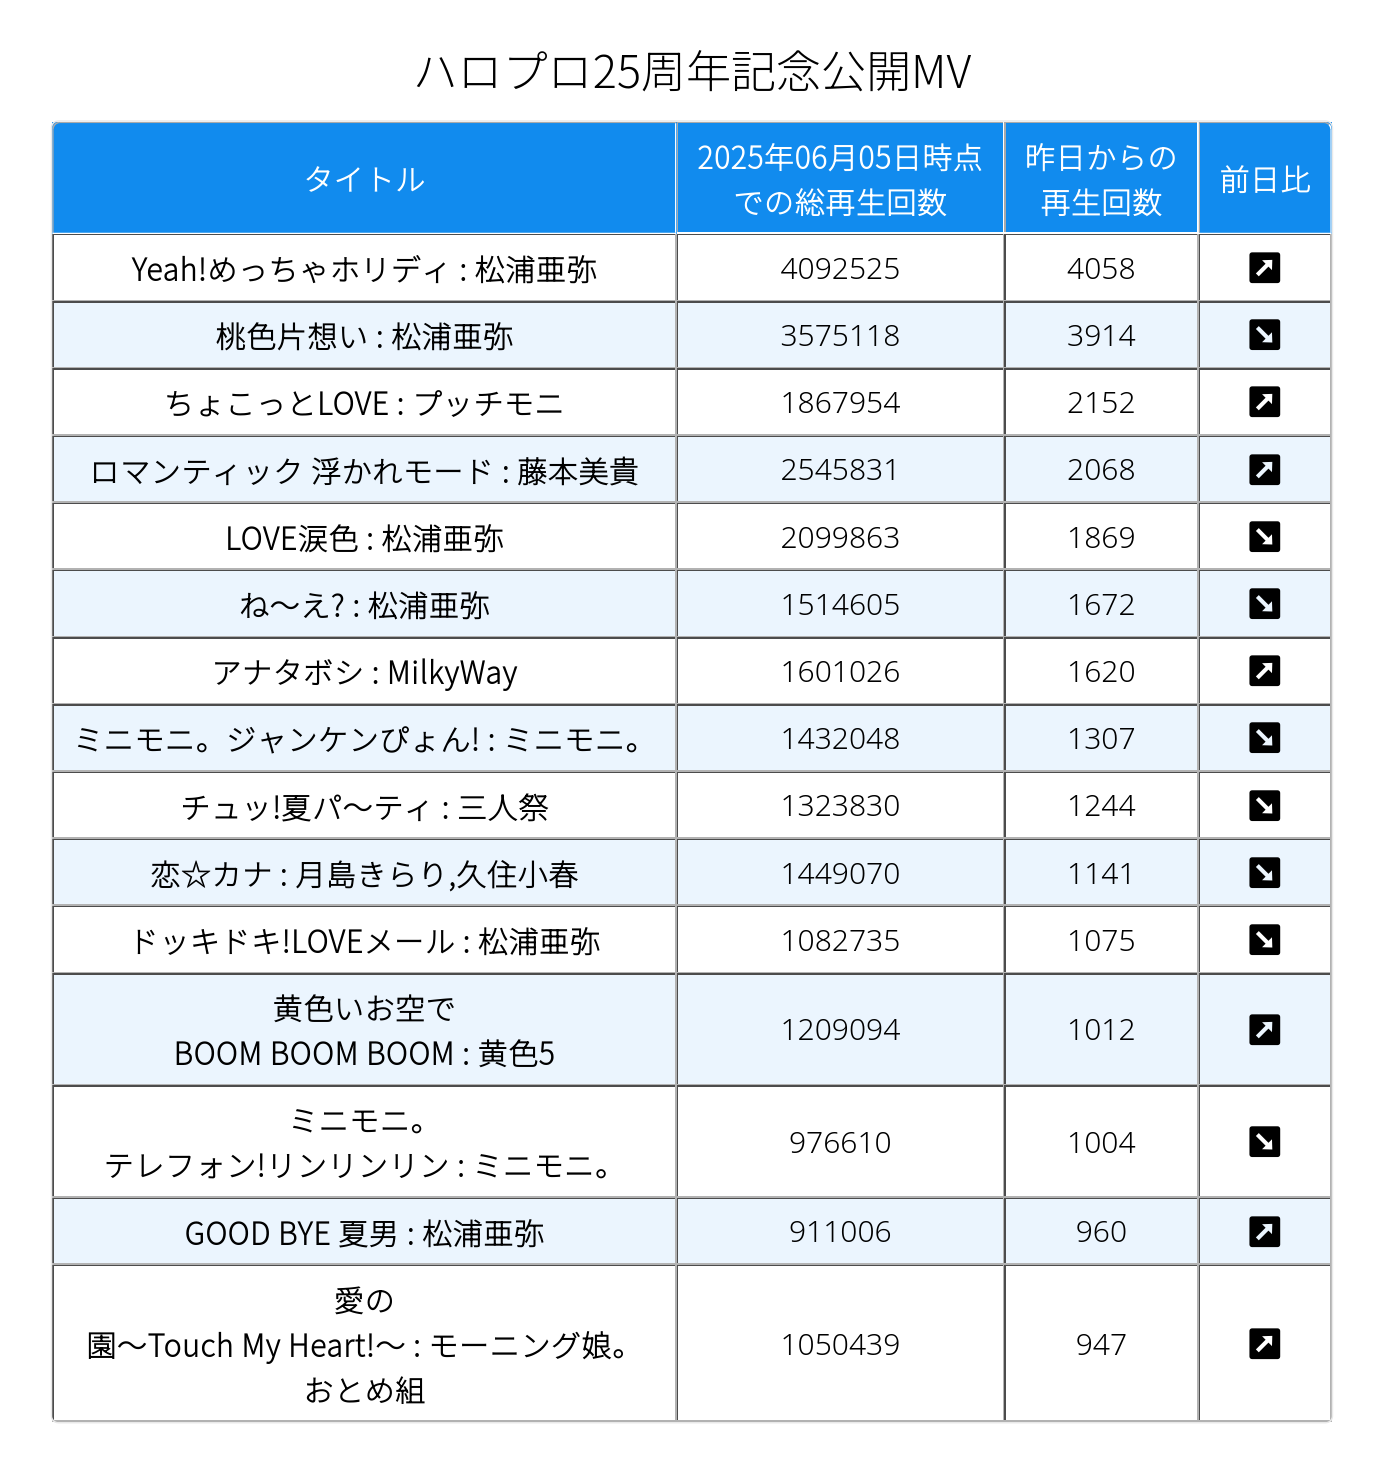 ハロプロ25周年記念公開MV
タイトル
2025年06月05日時点
での総再生回数
昨日からの
再生回数
前日比
Yeah!めっちゃホリディ : 松浦亜弥 4092525 4058 ↗
桃色片想い : 松浦亜弥 3575118 3914 ↘
ちょこっとLOVE : プッチモニ 1867954 2152 ↗
ロマンティック 浮かれモード : 藤本美貴 2545831 2068 ↗
LOVE涙色 : 松浦亜弥 2099863 1869 ↘
ね～え? : 松浦亜弥 1514605 1672 ↘
アナタボシ : MilkyWay 1601026 1620 ↗
ミニモニ。ジャンケンぴょん! : ミニモニ。 1432048 1307 ↘
チュッ!夏パ～ティ : 三人祭 1323830 1244 ↘
恋☆カナ : 月島きらり,久住小春 1449070 1141 ↘
ドッキドキ!LOVEメール : 松浦亜弥 1082735 1075 ↘
黄色いお空で
BOOM BOOM BOOM : 黄色5
1209094 1012 ↗
ミニモニ。
テレフォン!リンリンリン : ミニモニ。
976610 1004 ↘
GOOD BYE 夏男 : 松浦亜弥 911006 960 ↗
愛の
園～Touch My Heart!～ : モーニング娘。
おとめ組
1050439 947 ↗